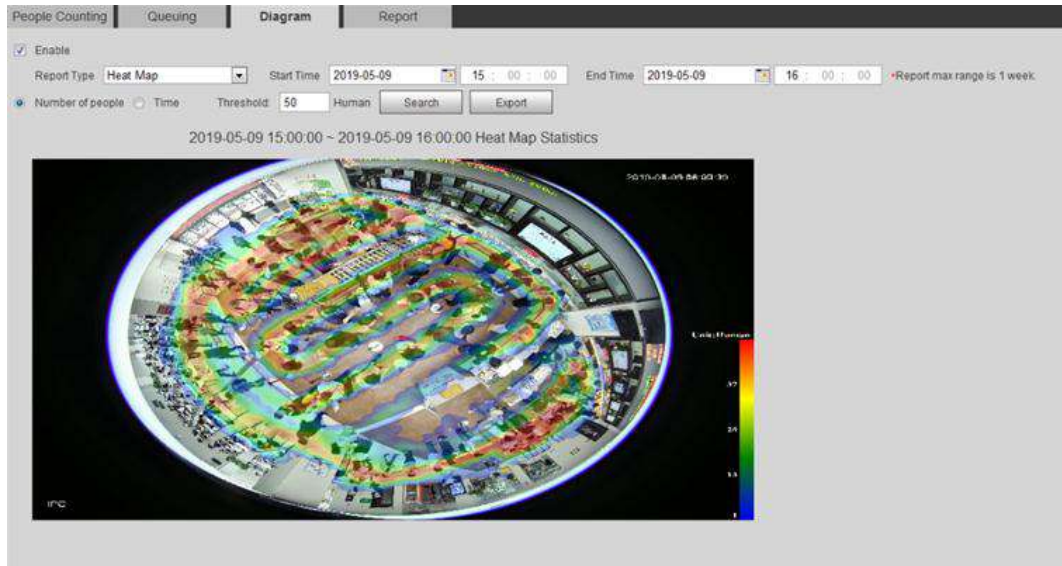 People Counting Queuing Diagram Report
Enable
Report Type Heat Map Start Time 2019-05-09 15 : 00 : 00 End Time 2019-05-09 16 : 00 : 00 *Report max range is 1 week.
Number of people Time Threshold: 50 Human Search Export
2019-05-09 15:00:00 ~ 2019-05-09 16:00:00 Heat Map Statistics
Unit:Human
IPC
1